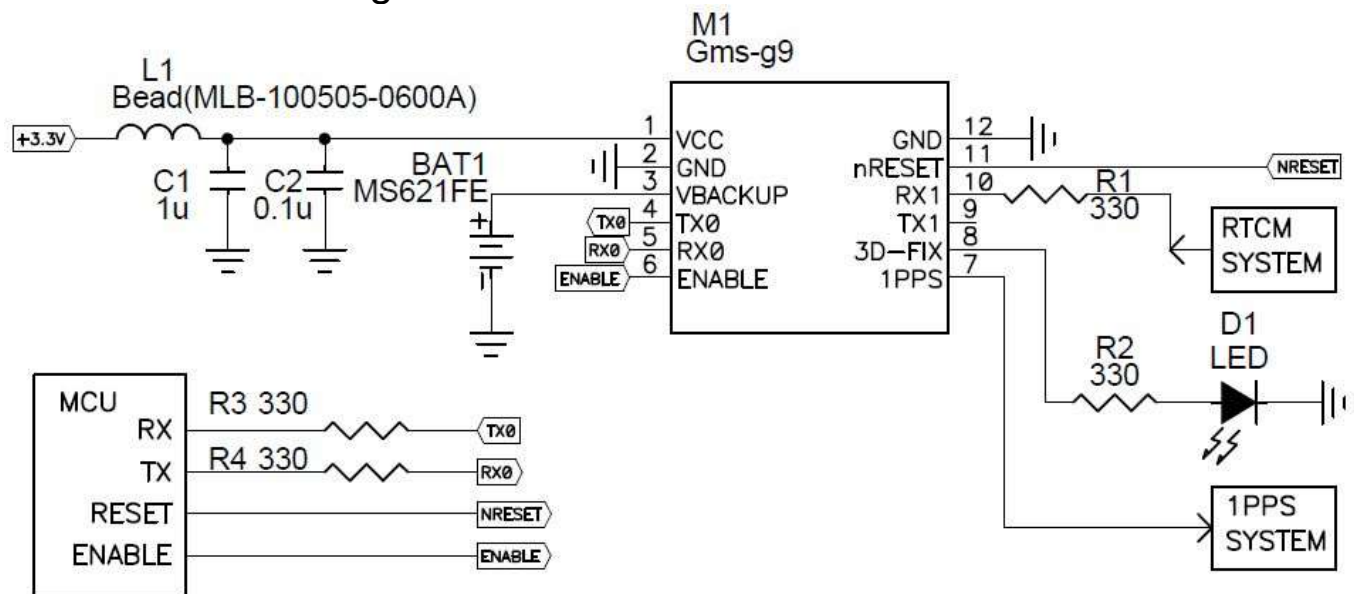 M1
Gms-g9
L1
Bead(MLB-100505-0600A)
+3.3V
C1
1u
C2
0.1u
BAT1
MS621FE
+
1 VCC
2 GND
3 VBACKUP
TX0 4 TX0
RX0 5 RX0
ENABLE 6 ENABLE
GND 12
nRESET 11 NRESET
RX1 10
TX1 9
3D-FIX 8
1PPS 7
R1
330
RTCM
SYSTEM
R2
330
D1
LED
1PPS
SYSTEM
MCU
RX R3 330 TX0
TX R4 330 RX0
RESET NRESET
ENABLE ENABLE